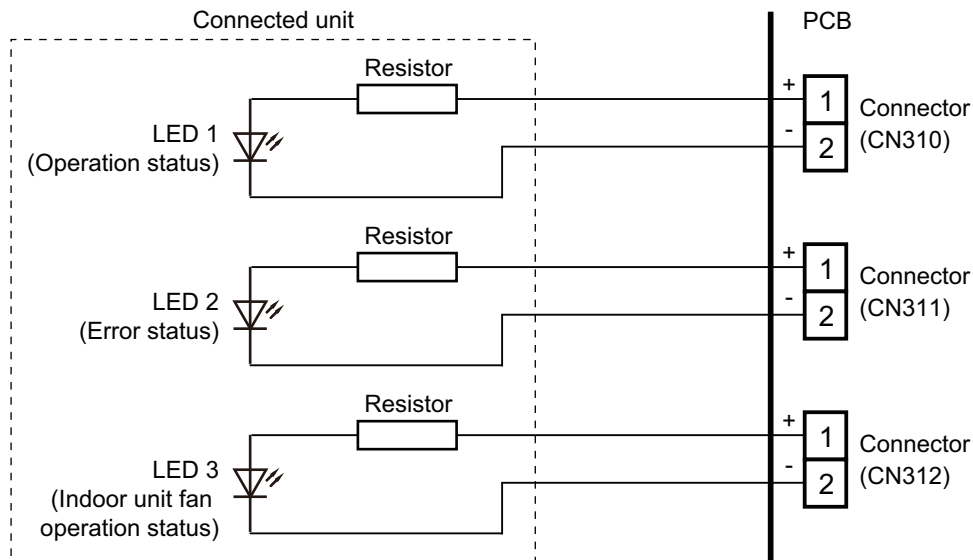 Connected unit
PCB
Resistor
+
1
Connector
(CN310)
-
2
LED 1
(Operation status)
Resistor
+
1
Connector
(CN311)
-
2
LED 2
(Error status)
Resistor
+
1
Connector
(CN312)
-
2
LED 3
(Indoor unit fan
operation status)